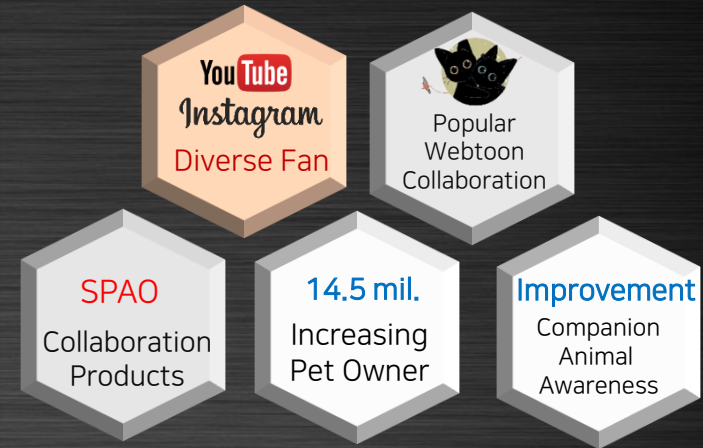 YouTube
Instagram
Diverse Fan
Popular
Webtoon
Collaboration
SPAO
Collaboration
Products
14.5 mil.
Increasing
Pet Owner
Improvement
Companion
Animal
Awareness